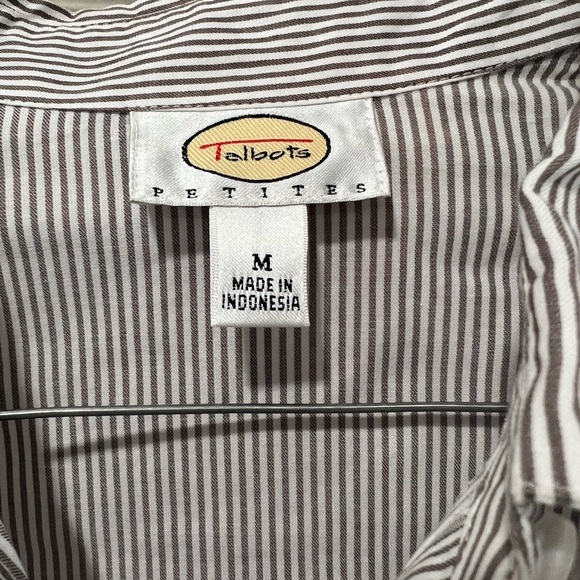 Talbots
PETITES
M
MADE IN
INDONESIA